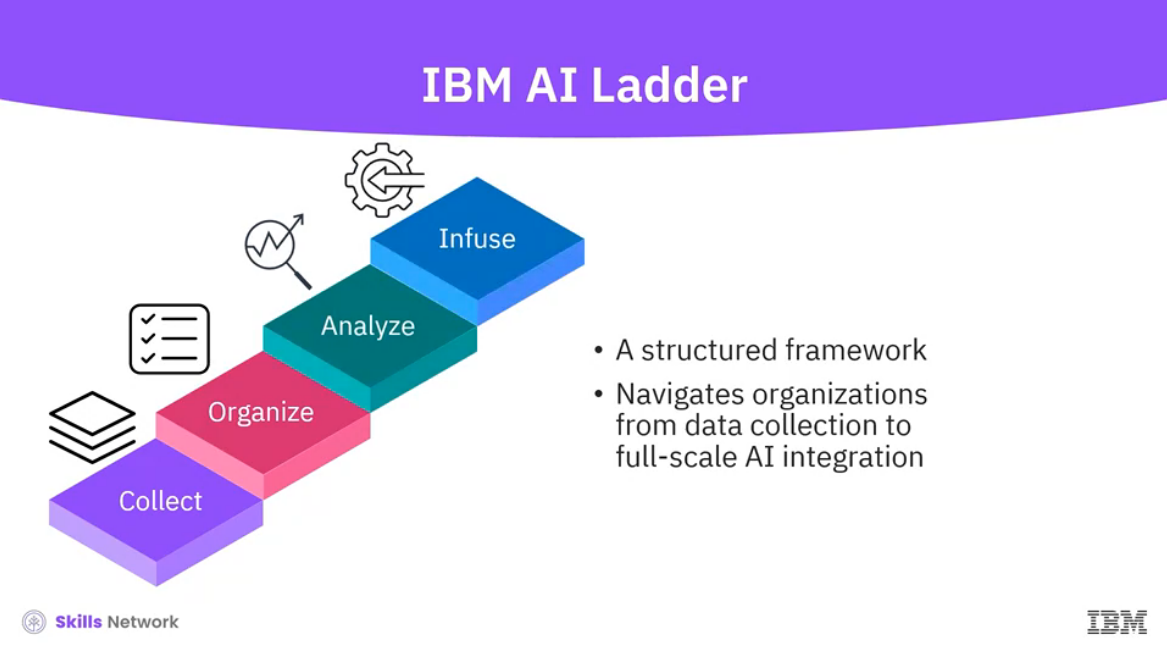 IBM AI Ladder
Infuse
Analyze
Organize
Collect
• A structured framework
• Navigates organizations
from data collection to
full-scale AI integration
Skills Network
IBM